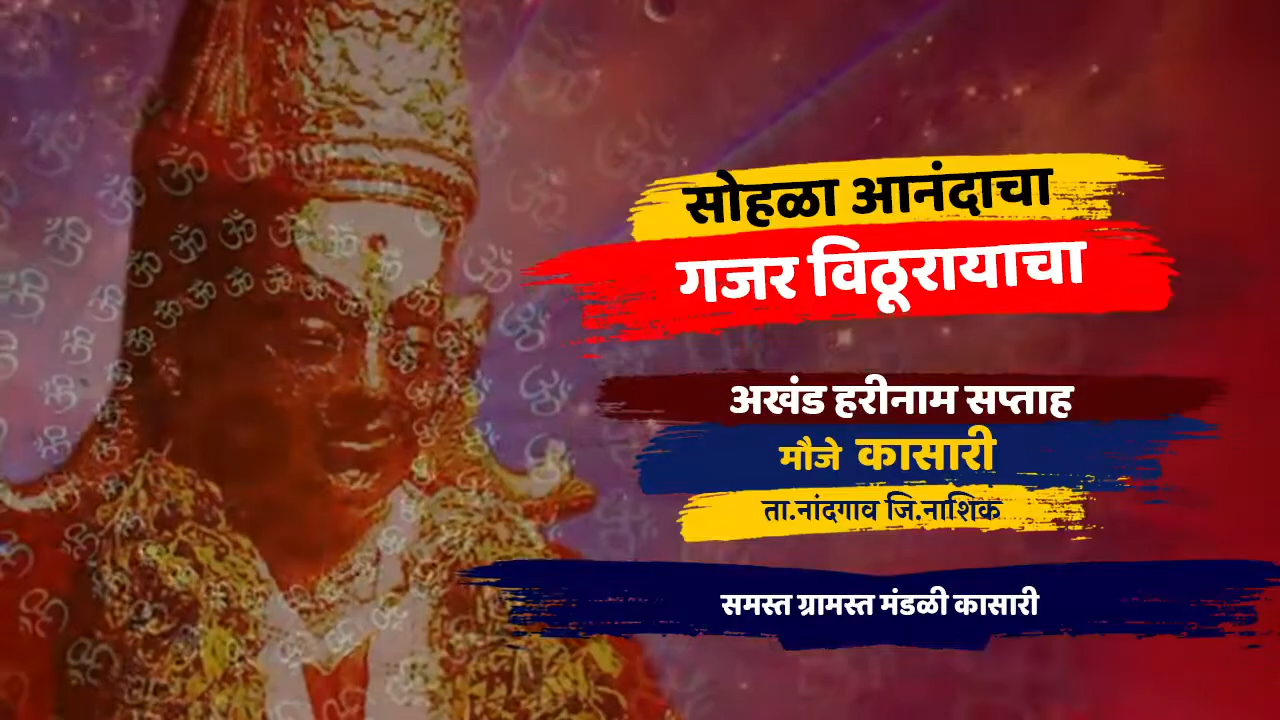 सोहळा आनंदाचा
गजर विठूरायाचा
अखंड हरीनाम सप्ताह
मौजे कासारी
ता.नांदगाव जि.नाशिक
समस्त ग्रामस्त मंडळी कासारी